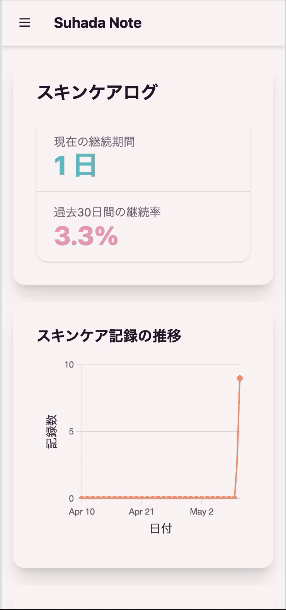 Suhada Note
スキンケアログ
現在の継続期間
1 日
過去30日間の継続率
3.3%
スキンケア記録の推移
10
5
0
記録数
Apr 10 Apr 21 May 2
日付